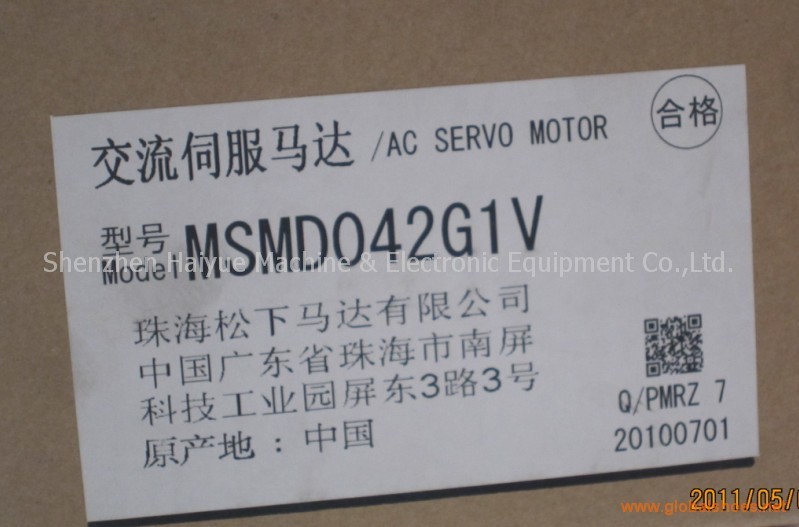 合格
交流伺服马达 /AC SERVO MOTOR
型号
Model MSMD042G1V
Shenzhen Haiyue Machine & Electronic Equipment Co.,Ltd.
珠海松下马达有限公司
中国广东省珠海市南屏
科技工业园屏东3路3号
原产地：中国
Q/PMRZ 7
20100701
2011/05/